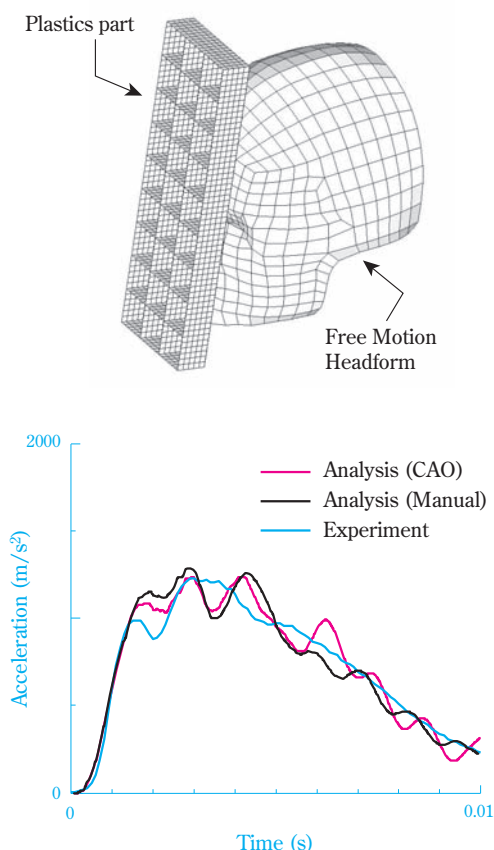 Plastics part
Free Motion
Headform
2000
Analysis (CAO)
Analysis (Manual)
Experiment
Acceleration (m/s²)
0
0
0.01
Time (s)